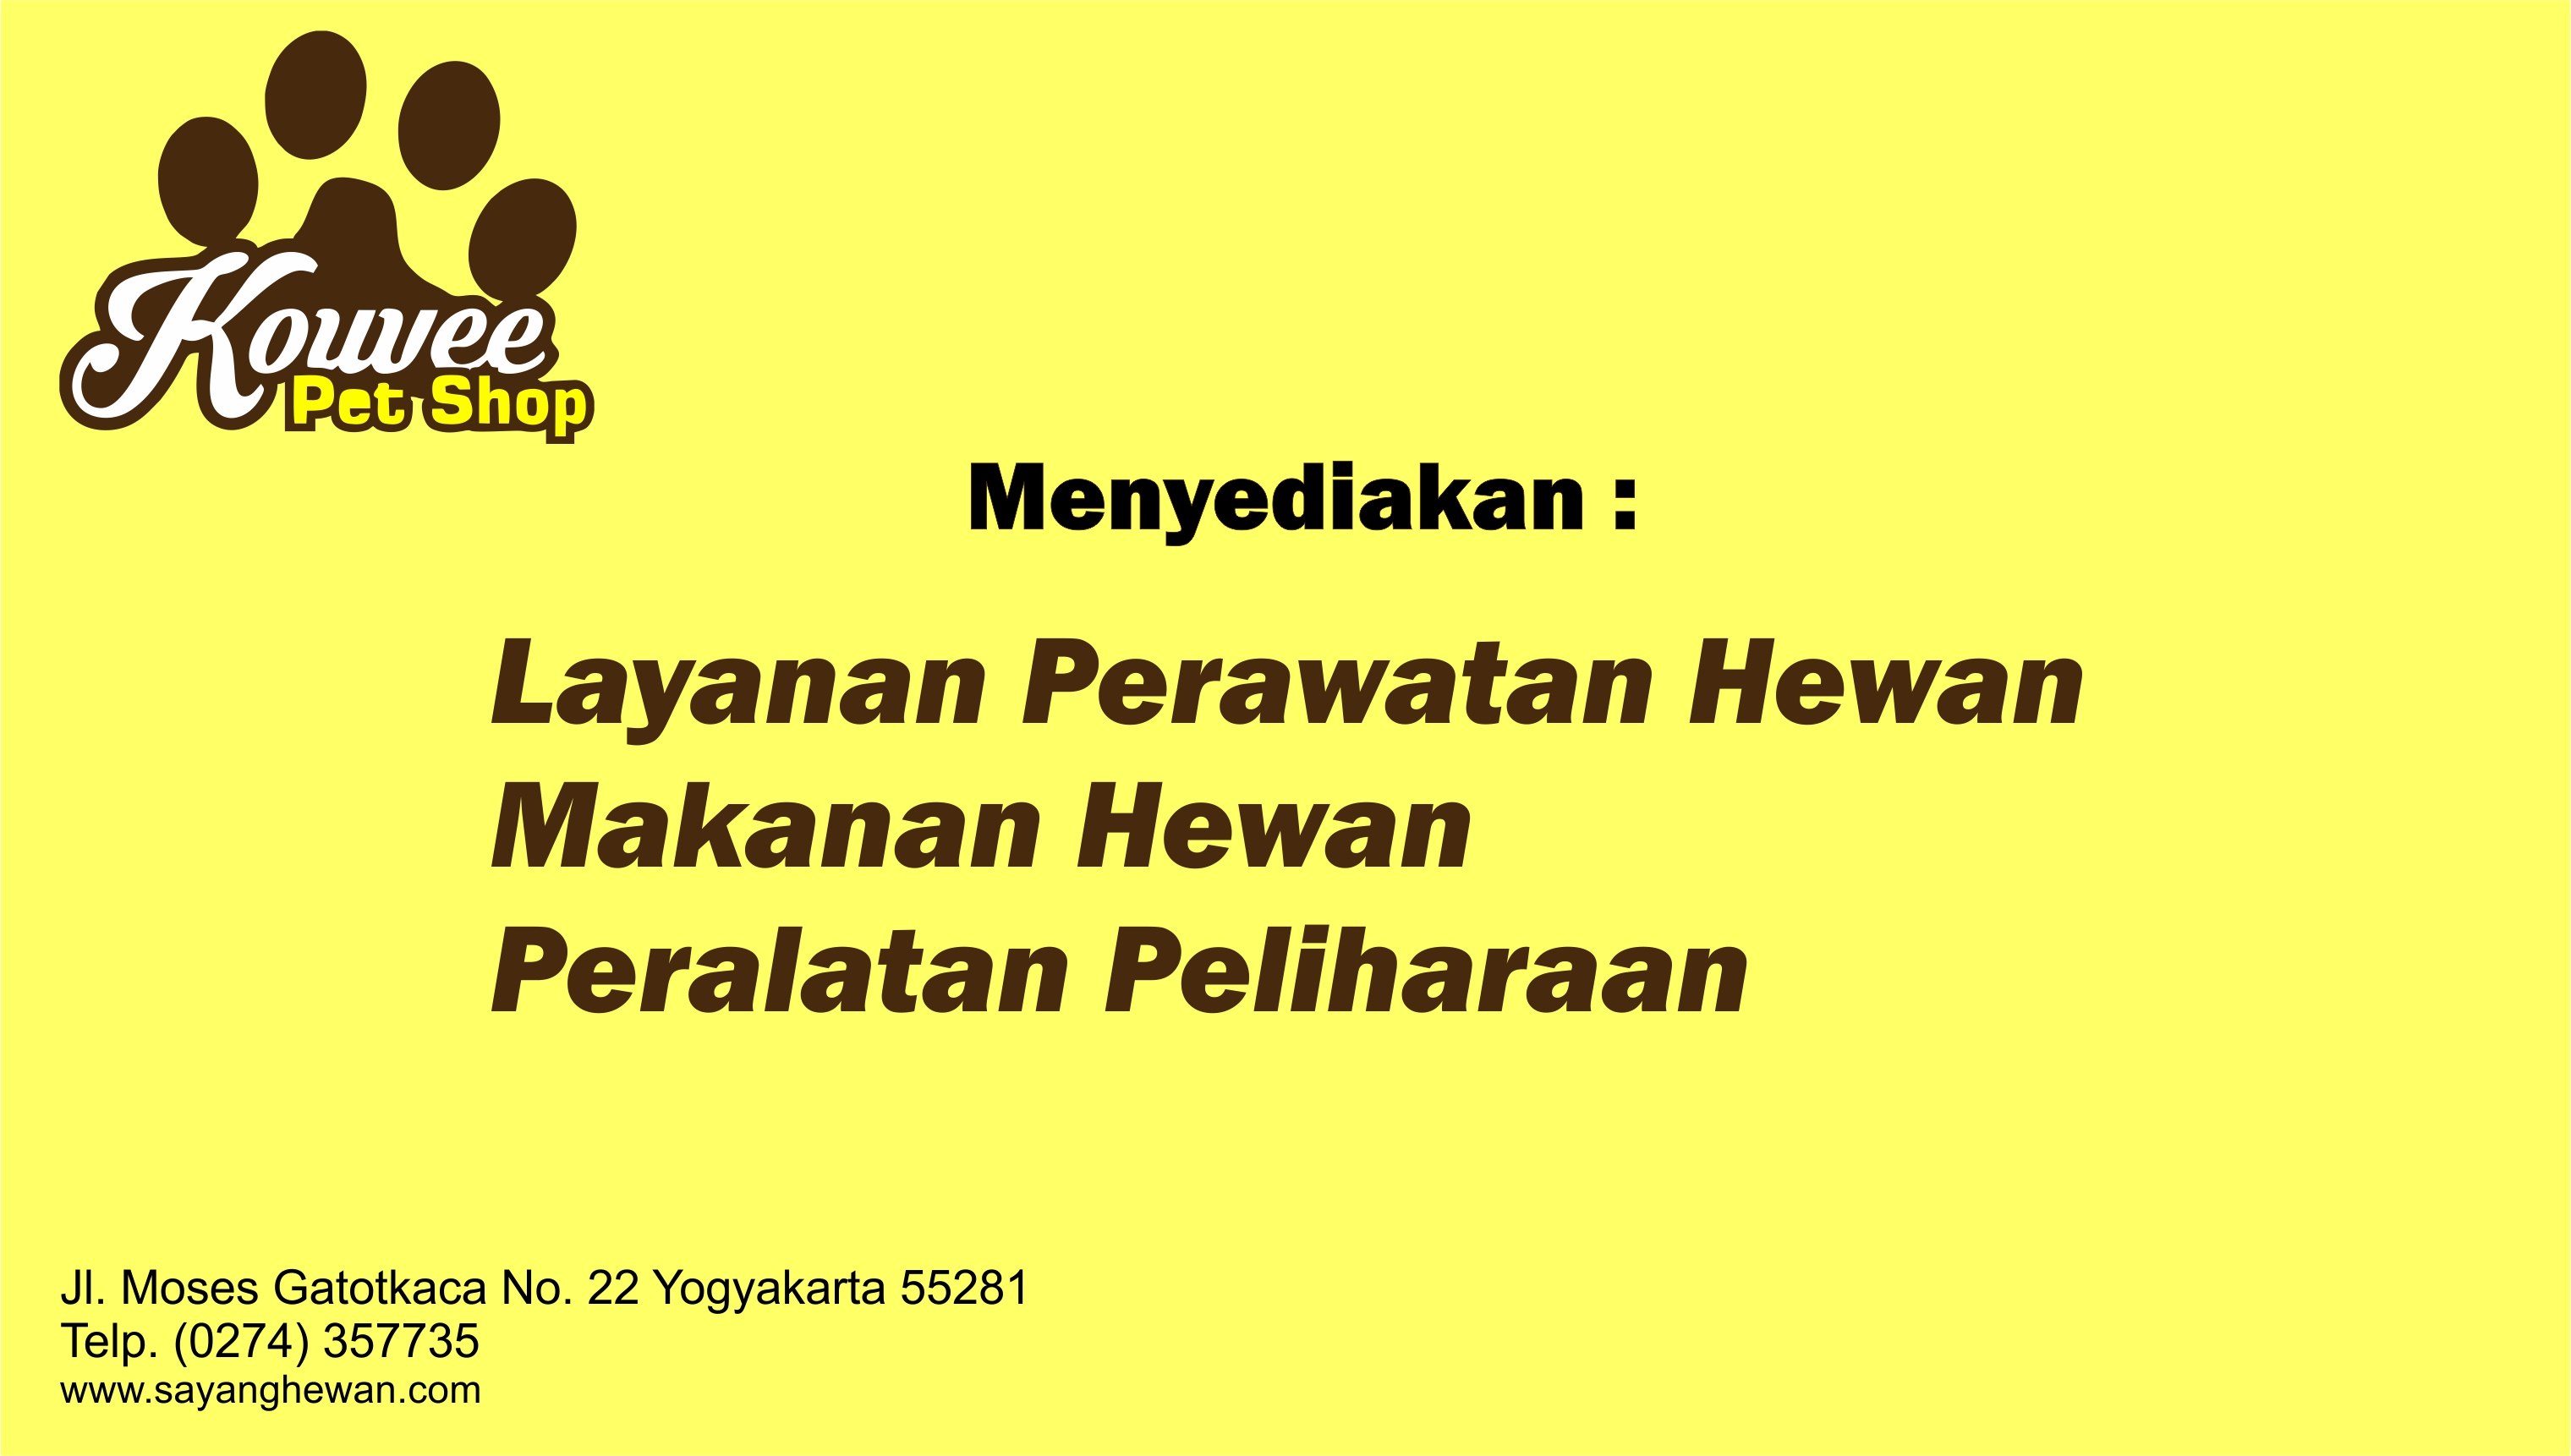 Kouvee
Pet Shop
Menyediakan :
Layanan Perawatan Hewan
Makanan Hewan
Peralatan Peliharaan
Jl. Moses Gatotkaca No. 22 Yogyakarta 55281
Telp. (0274) 357735
www.sayanghewan.com